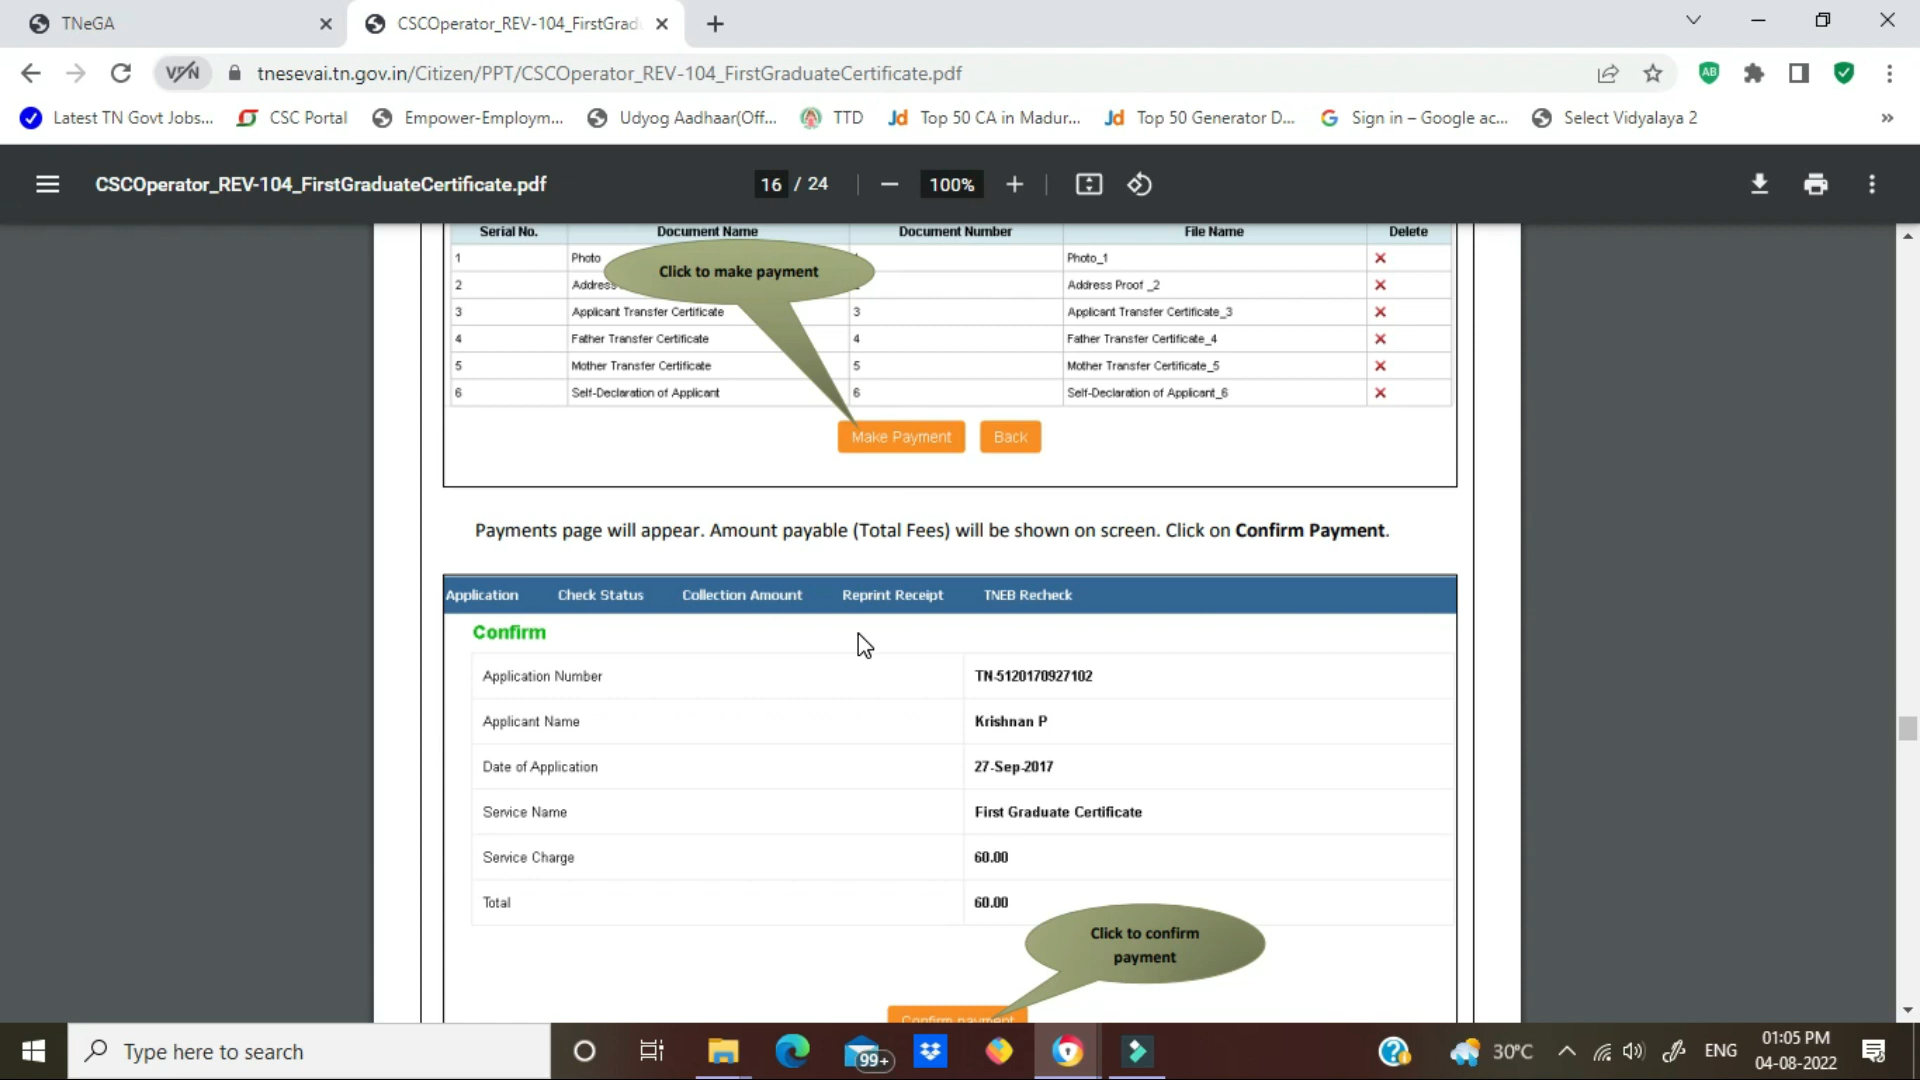 TNeGA
CSCOperator_REV-104_FirstGrad
tnesevai.tn.gov.in/Citizen/PPT/CSCOperator_REV-104_FirstGraduateCertificate.pdf
Latest TN Govt Jobs... CSC Portal Empower-Employm... Udyog Aadhaar(Off... TTD Top 50 CA in Madur... Top 50 Generator D... Sign in – Google ac... Select Vidyalaya 2
CSCOperator_REV-104_FirstGraduateCertificate.pdf 16 / 24 100%
Serial No. Document Name Document Number File Name Delete
1 Photo Photo_1
Click to make payment
2 Address Address Proof _2
3 Applicant Transfer Certificate 3 Applicant Transfer Certificate_3
4 Father Transfer Certificate 4 Father Transfer Certificate_4
5 Mother Transfer Certificate 5 Mother Transfer Certificate_5
6 Self-Declaration of Applicant 6 Self-Declaration of Applicant_6
Make Payment Back
Payments page will appear. Amount payable (Total Fees) will be shown on screen. Click on Confirm Payment.
Application Check Status Collection Amount Reprint Receipt TNEB Recheck
Confirm
Application Number TN-5120170927102
Applicant Name Krishnan P
Date of Application 27-Sep-2017
Service Name First Graduate Certificate
Service Charge 60.00
Total 60.00
Click to confirm
payment
Confirm payment
Type here to search 99+ 30°C ENG 01:05 PM
04-08-2022